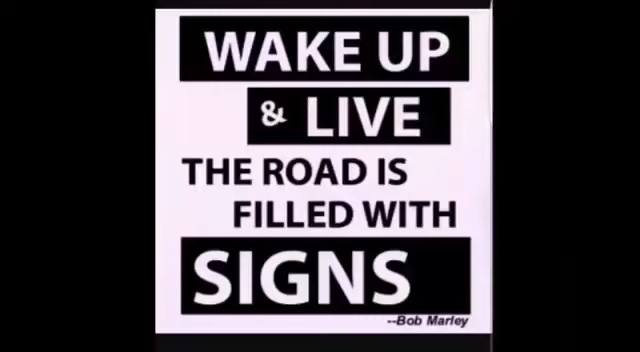 WAKE UP
& LIVE
THE ROAD IS
FILLED WITH
SIGNS
--Bob Marley